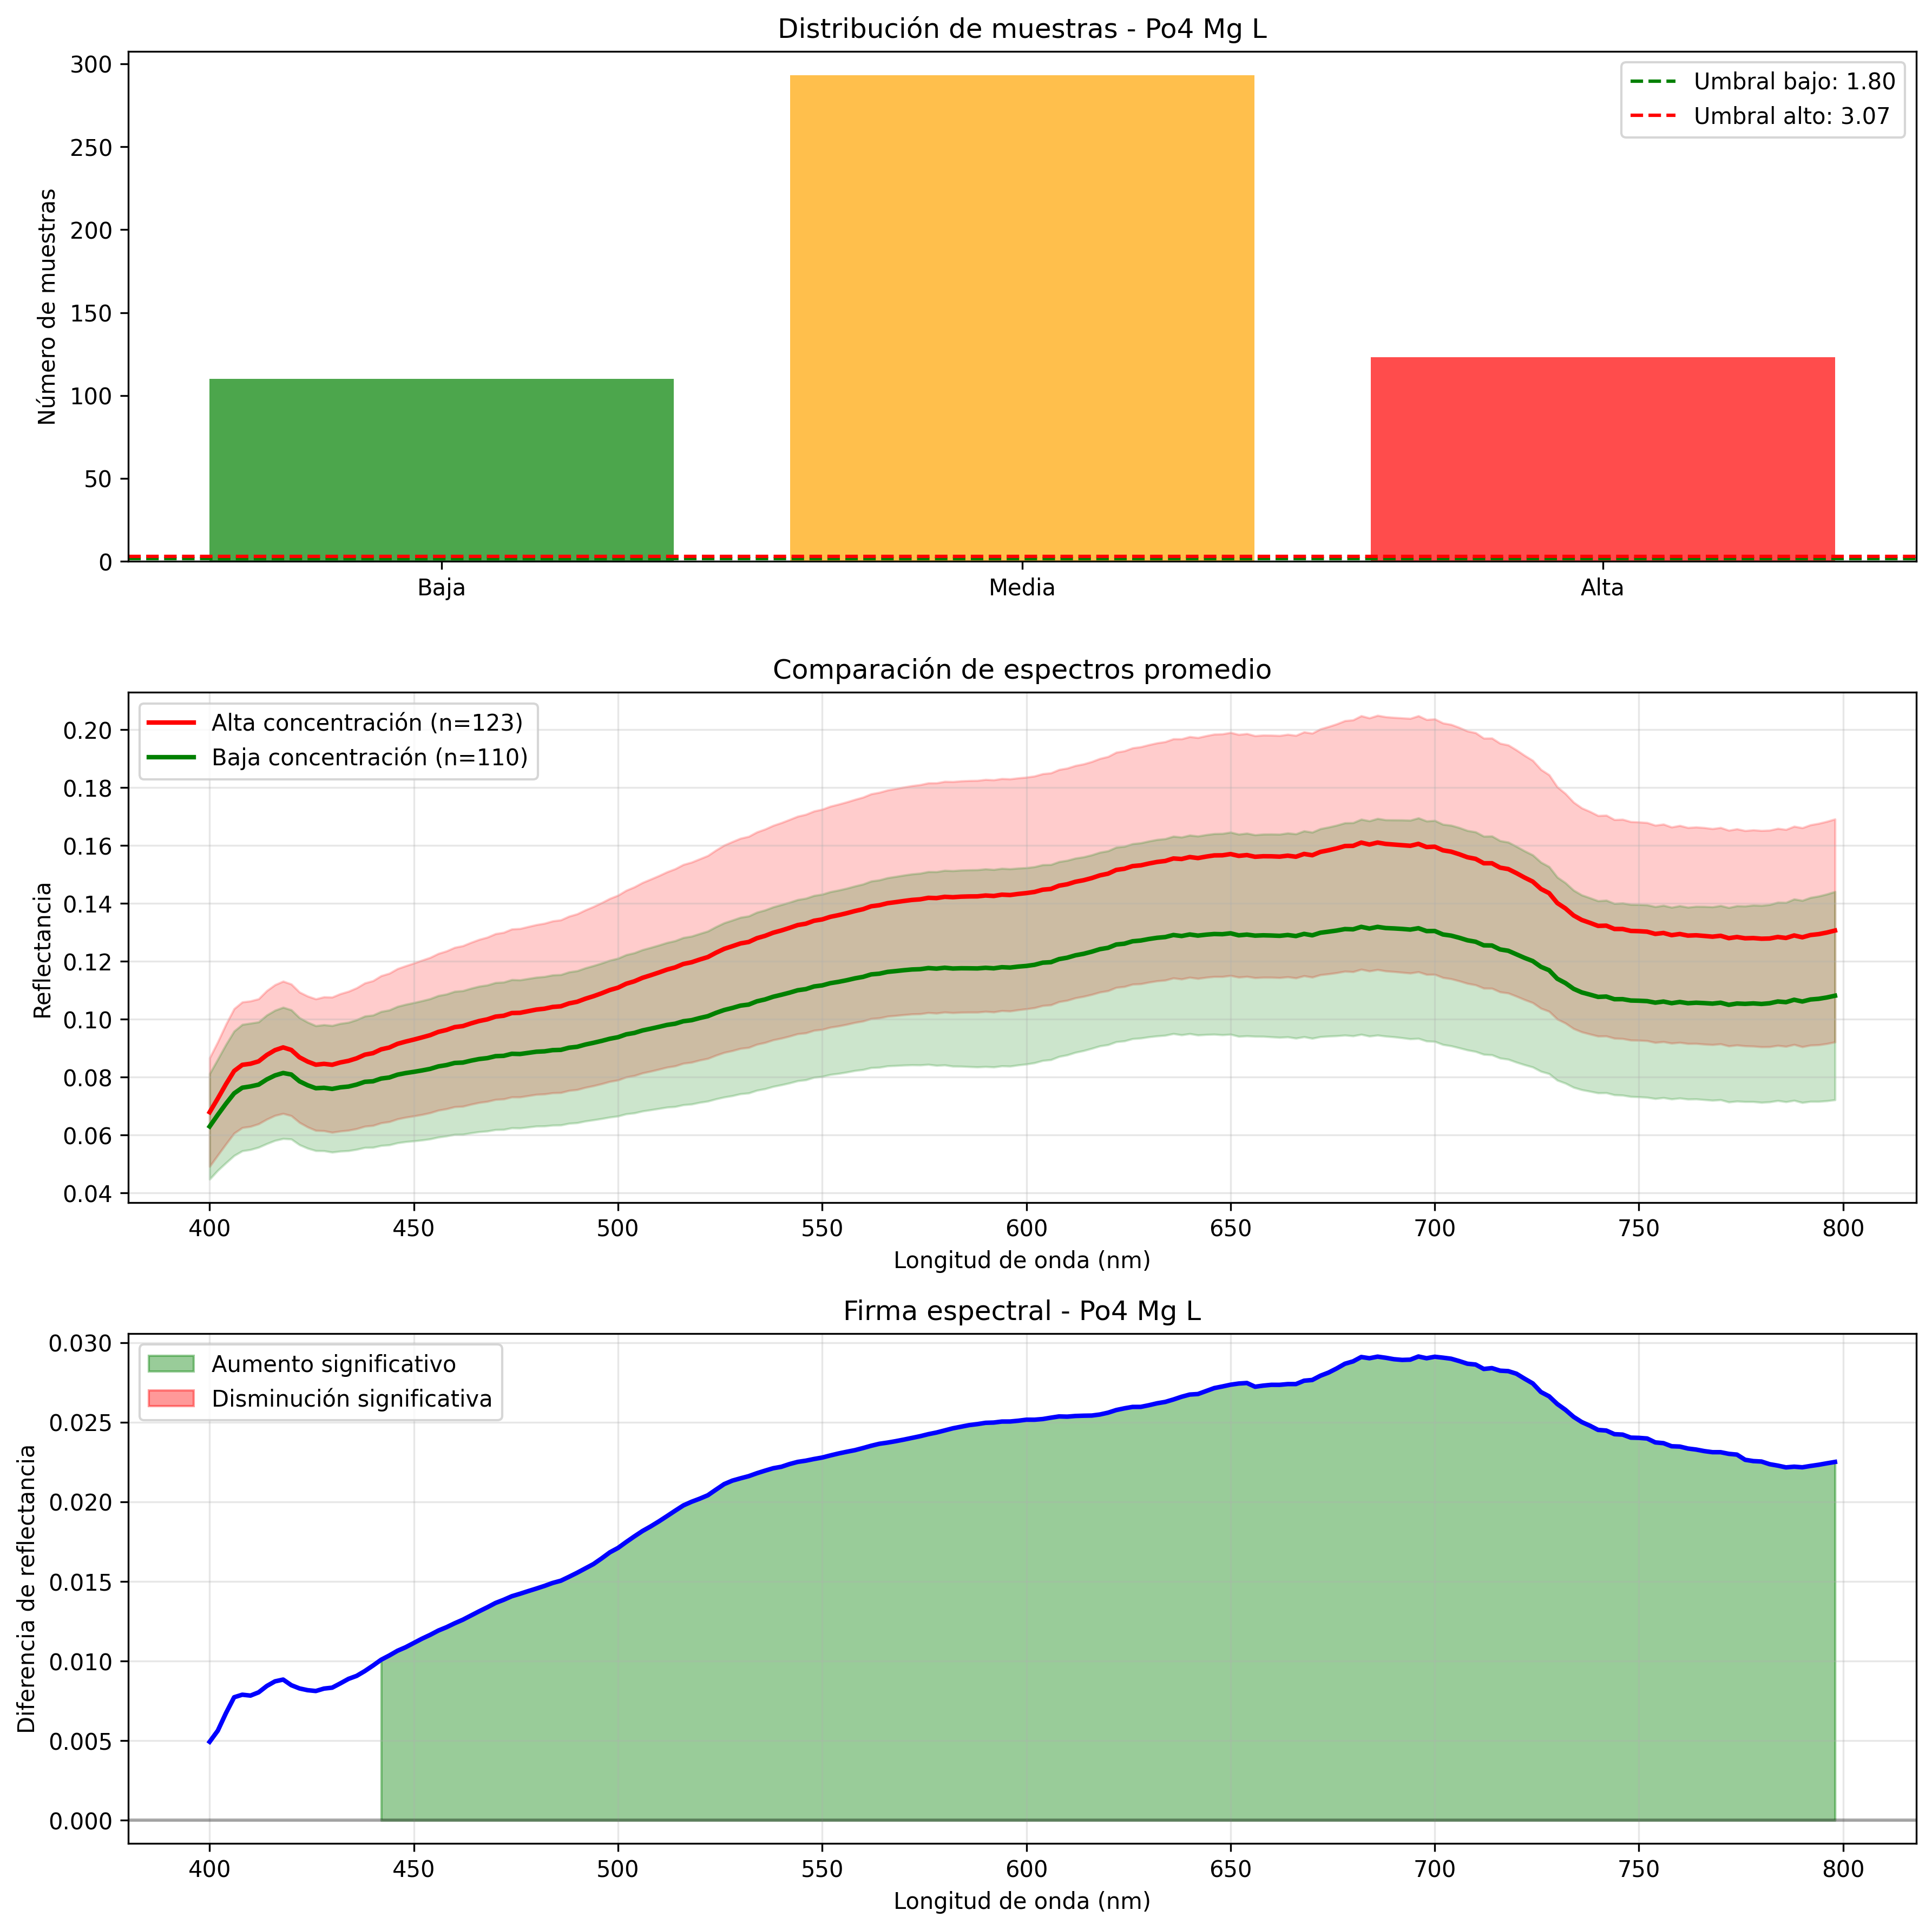 Distribución de muestras - Po4 Mg L
Número de muestras
300
250
200
150
100
50
0
Umbral bajo: 1.80
Umbral alto: 3.07
Baja Media Alta
Comparación de espectros promedio
Reflectancia
0.20
0.18
0.16
0.14
0.12
0.10
0.08
0.06
0.04
Alta concentración (n=123)
Baja concentración (n=110)
400 450 500 550 600 650 700 750 800
Longitud de onda (nm)
Firma espectral - Po4 Mg L
Diferencia de reflectancia
0.030
0.025
0.020
0.015
0.010
0.005
0.000
Aumento significativo
Disminución significativa
400 450 500 550 600 650 700 750 800
Longitud de onda (nm)